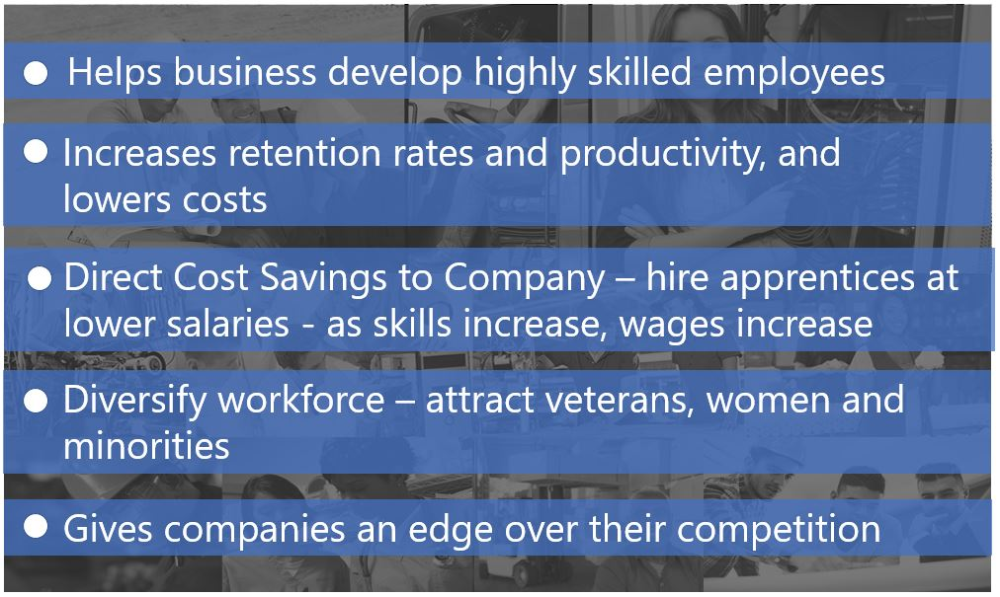 Helps business develop highly skilled employees
Increases retention rates and productivity, and
lowers costs
Direct Cost Savings to Company – hire apprentices at
lower salaries - as skills increase, wages increase
Diversify workforce – attract veterans, women and
minorities
Gives companies an edge over their competition